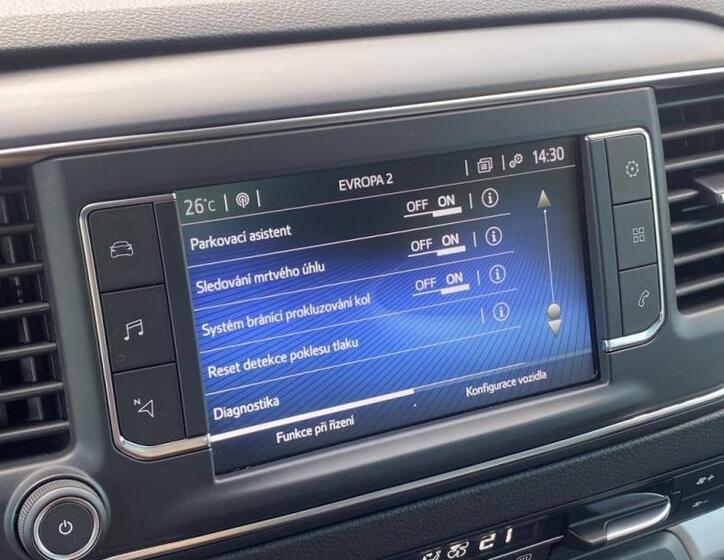 26°C EVROPA 2 14:30
Parkovací asistent OFF ON i
Sledování mrtvého úhlu OFF ON i
Systém bránící prokluzování kol OFF ON i
Reset detekce poklesu tlaku i
Diagnostika
Funkce při řízení Konfigurace vozidla
N
21